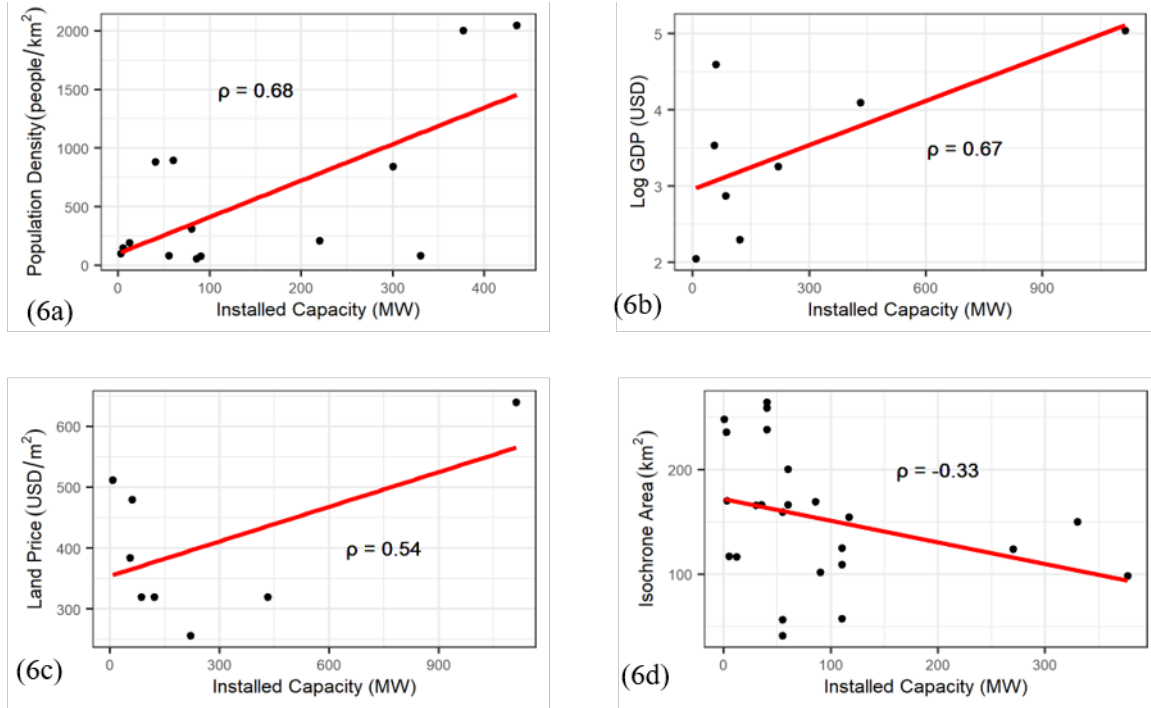 2000
1500
1000
500
0
Population Density (people/km²)
ρ = 0.68
0 100 200 300 400
Installed Capacity (MW)
(6a)
5
4
3
2
Log GDP (USD)
ρ = 0.67
0 300 600 900
Installed Capacity (MW)
(6b)
600
500
400
300
Land Price (USD/m²)
ρ = 0.54
0 300 600 900
Installed Capacity (MW)
(6c)
200
100
Isochrone Area (km²)
ρ = -0.33
0 100 200 300
Installed Capacity (MW)
(6d)